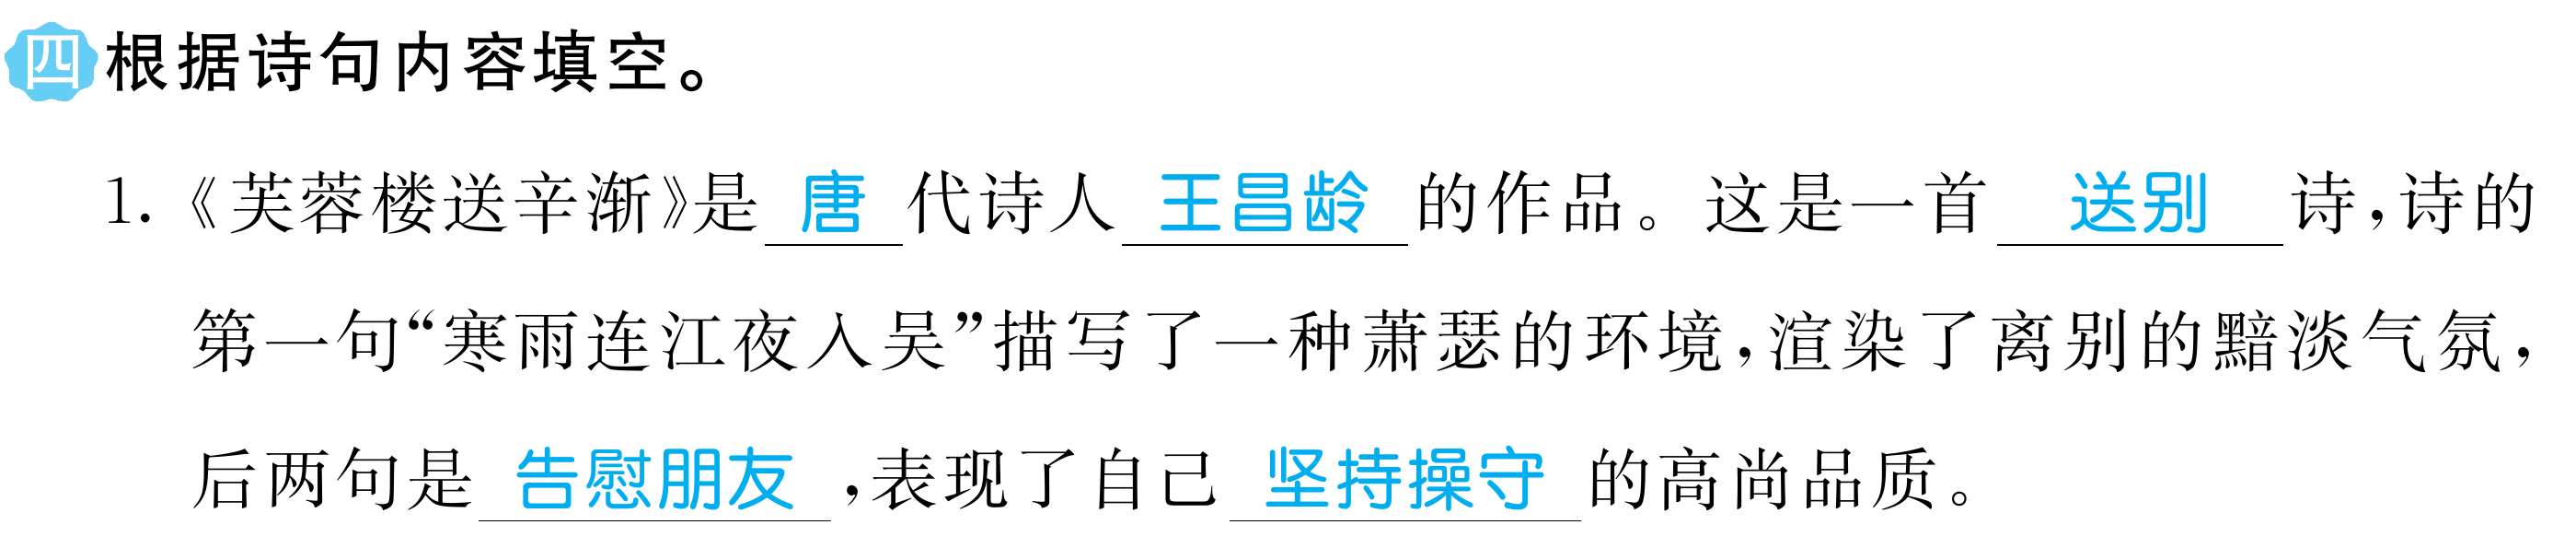 四根据诗句内容填空。
1.《芙蓉楼送辛渐》是 唐 代诗人 王昌龄 的作品。这是一首 送别 诗,诗的
第一句“寒雨连江夜入吴”描写了一种萧瑟的环境,渲染了离别的黯淡气氛,
后两句是 告慰朋友 ,表现了自己 坚持操守 的高尚品质。